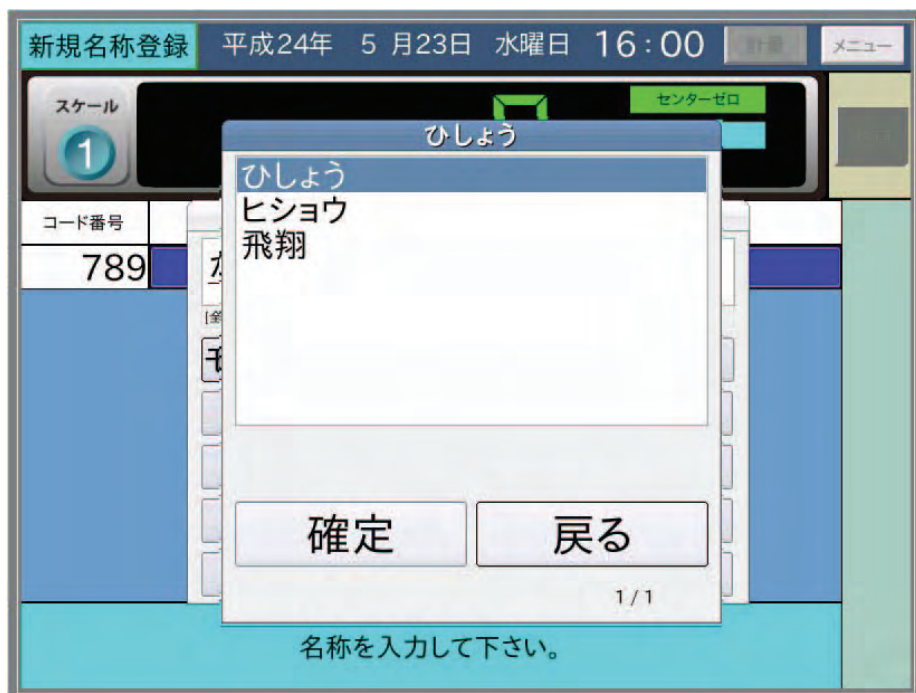 新規名称登録 平成24年 5月23日 水曜日 16:00 計量 メニュー
スケール
1
センターゼロ
ひしょう
ひしょう
ヒショウ
飛翔
コード番号
789
確定 戻る
1/1
名称を入力して下さい。